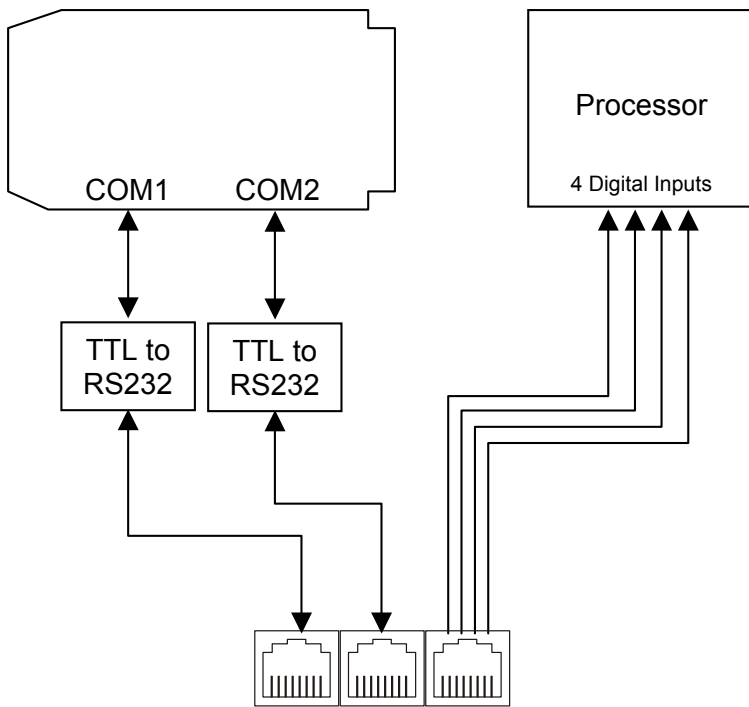 Processor
4 Digital Inputs
COM1
COM2
TTL to
RS232
TTL to
RS232